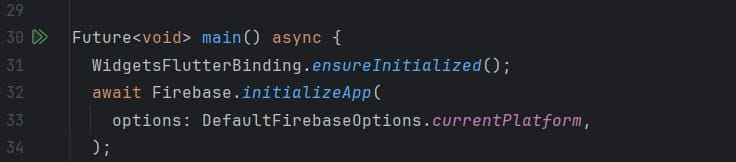 29
30 Future<void> main() async {
31 WidgetsFlutterBinding.ensureInitialized();
32 await Firebase.initializeApp(
33 options: DefaultFirebaseOptions.currentPlatform,
34 );